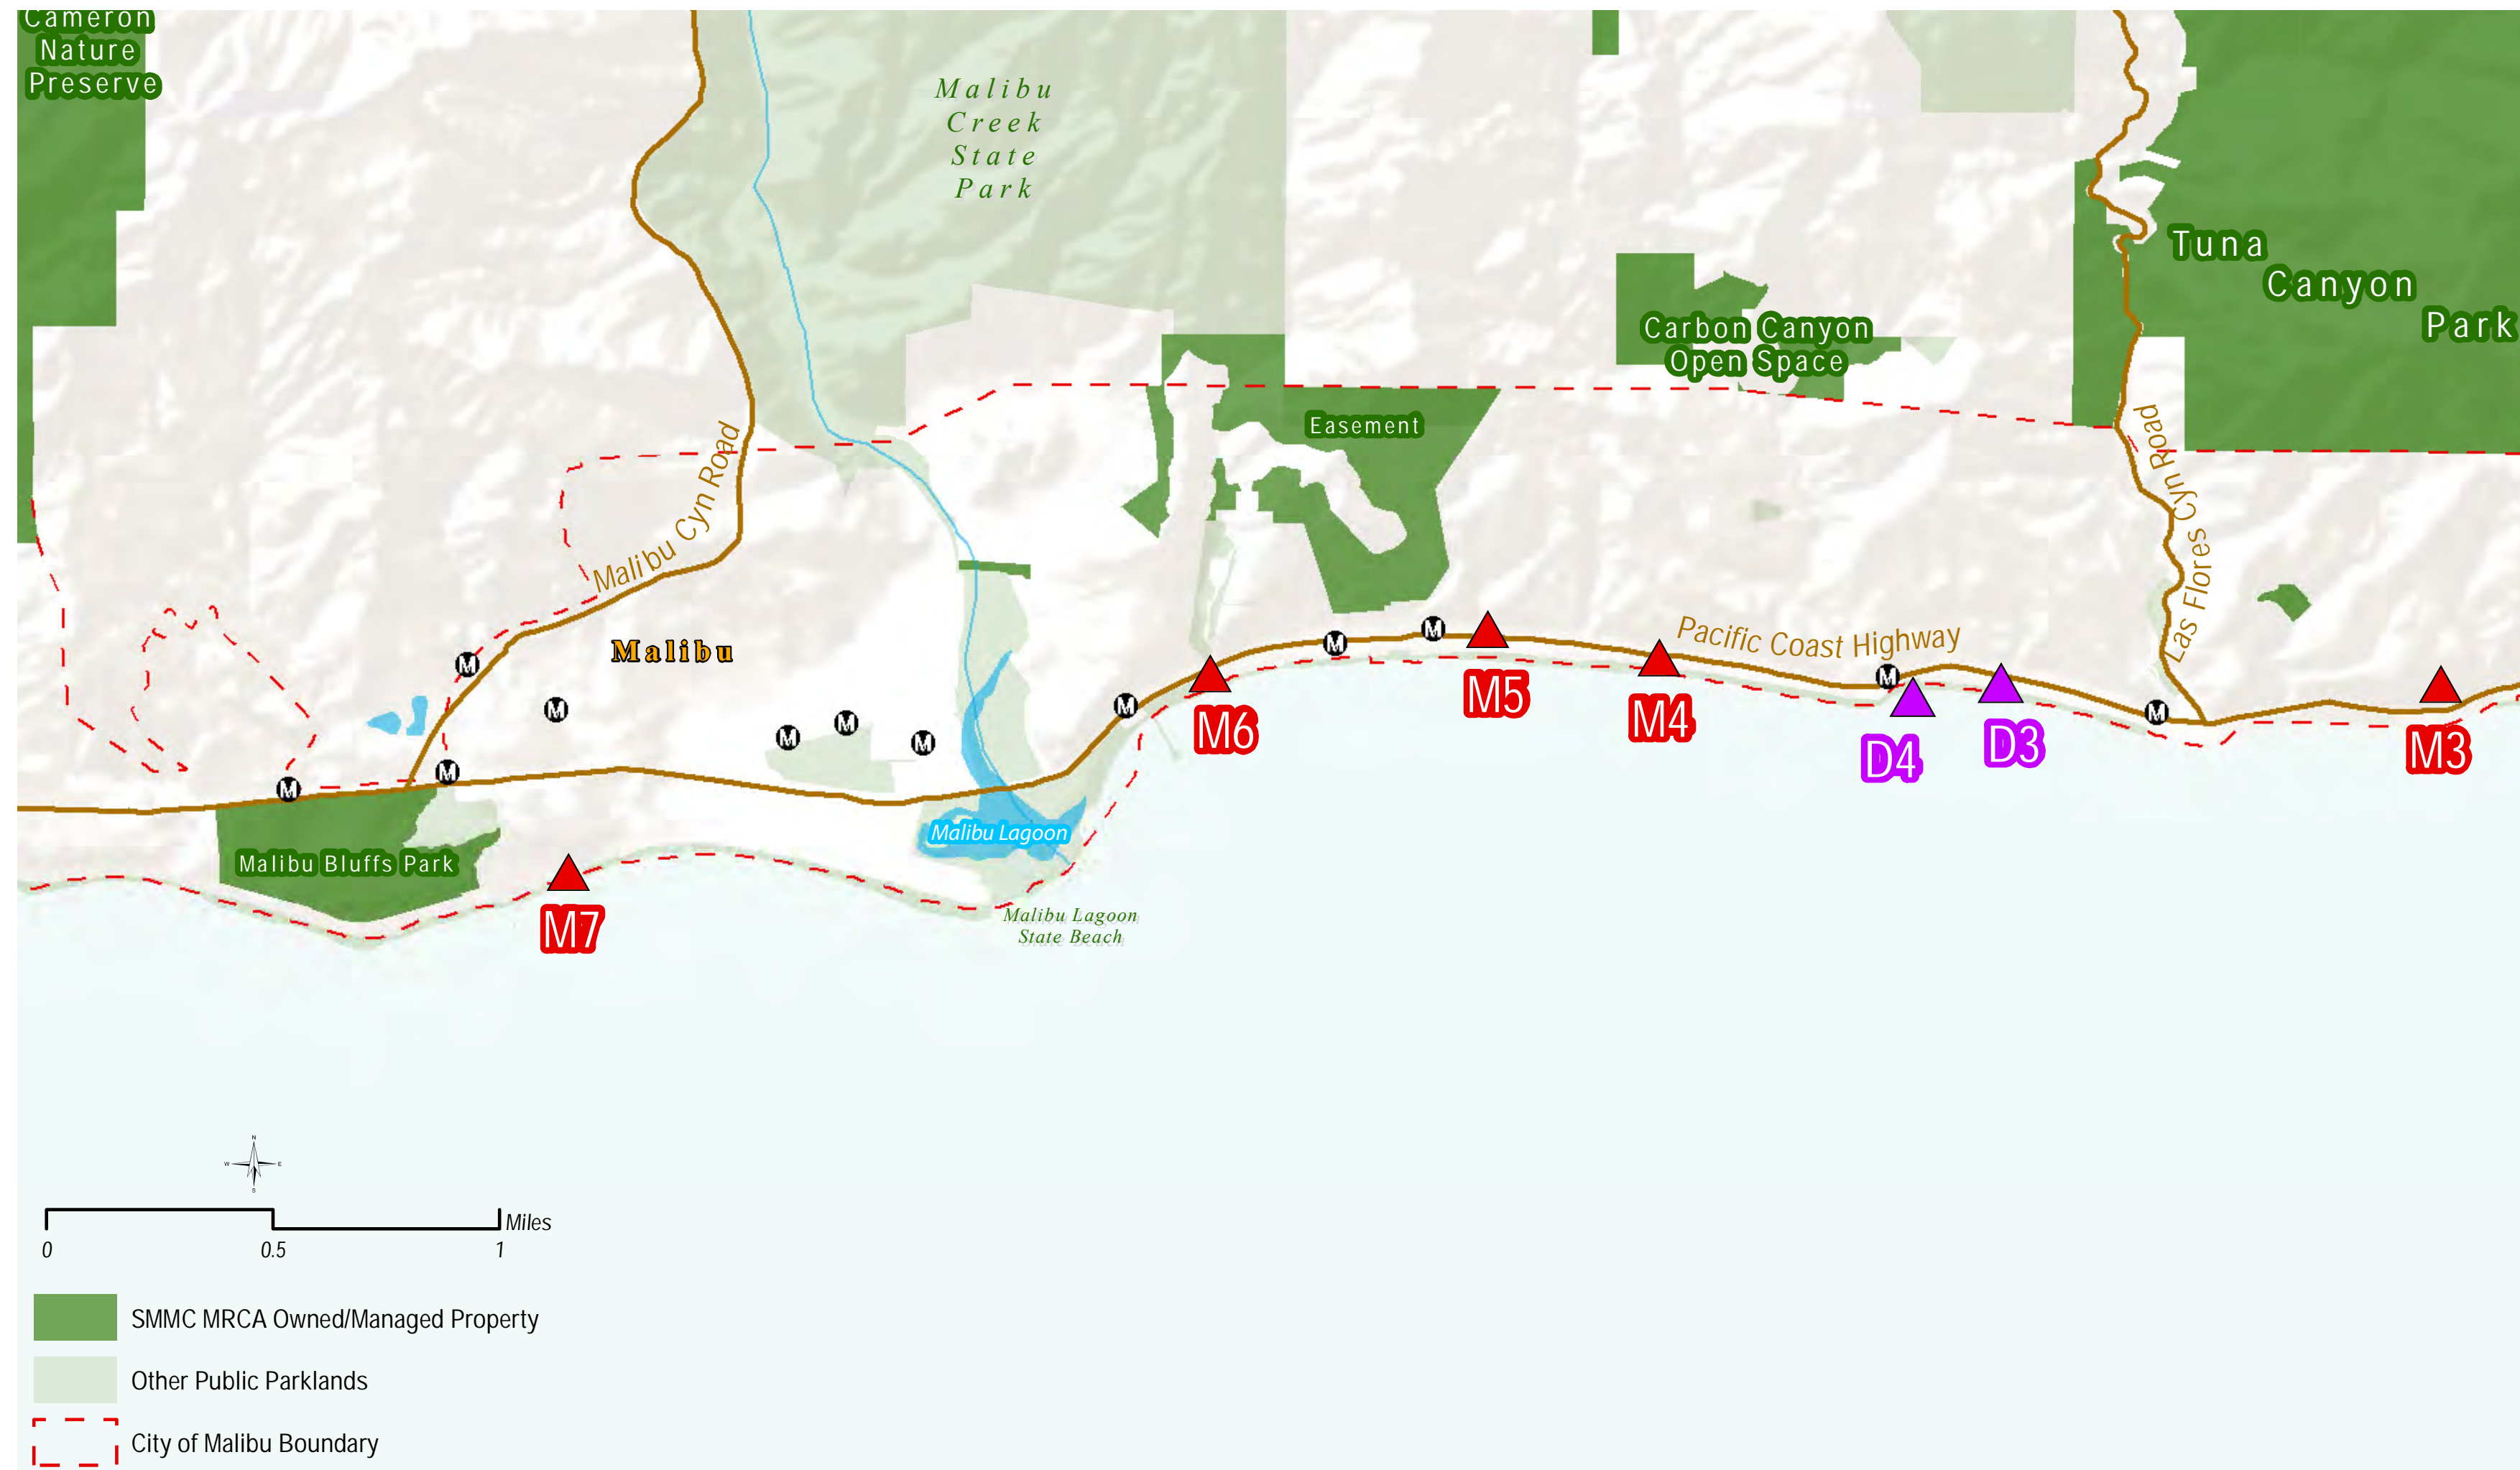 Cameron
Nature
Preserve
Malibu
Creek
State
Park
Tuna
Canyon
Park
Carbon Canyon
Open Space
Easement
Malibu Cyn Road
Las Flores Cyn Road
Malibu
Pacific Coast Highway
M
M
M
M
M
M
M
M
M
M
M
M
M6
M5
M4
D4
D3
M3
Malibu Lagoon
Malibu Bluffs Park
M7
Malibu Lagoon
State Beach
N
W E
S
Miles
0 0.5 1
SMMC MRCA Owned/Managed Property
Other Public Parklands
City of Malibu Boundary